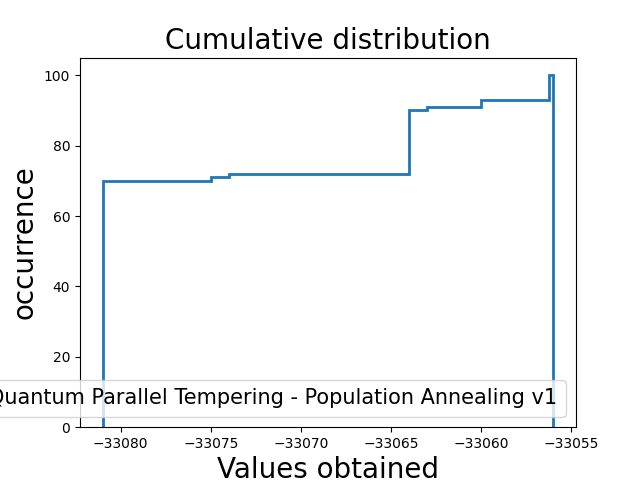 Cumulative distribution
occurrence
100
80
60
40
20
0
Quantum Parallel Tempering - Population Annealing v1
−33080 −33075 −33070 −33065 −33060 −33055
Values obtained